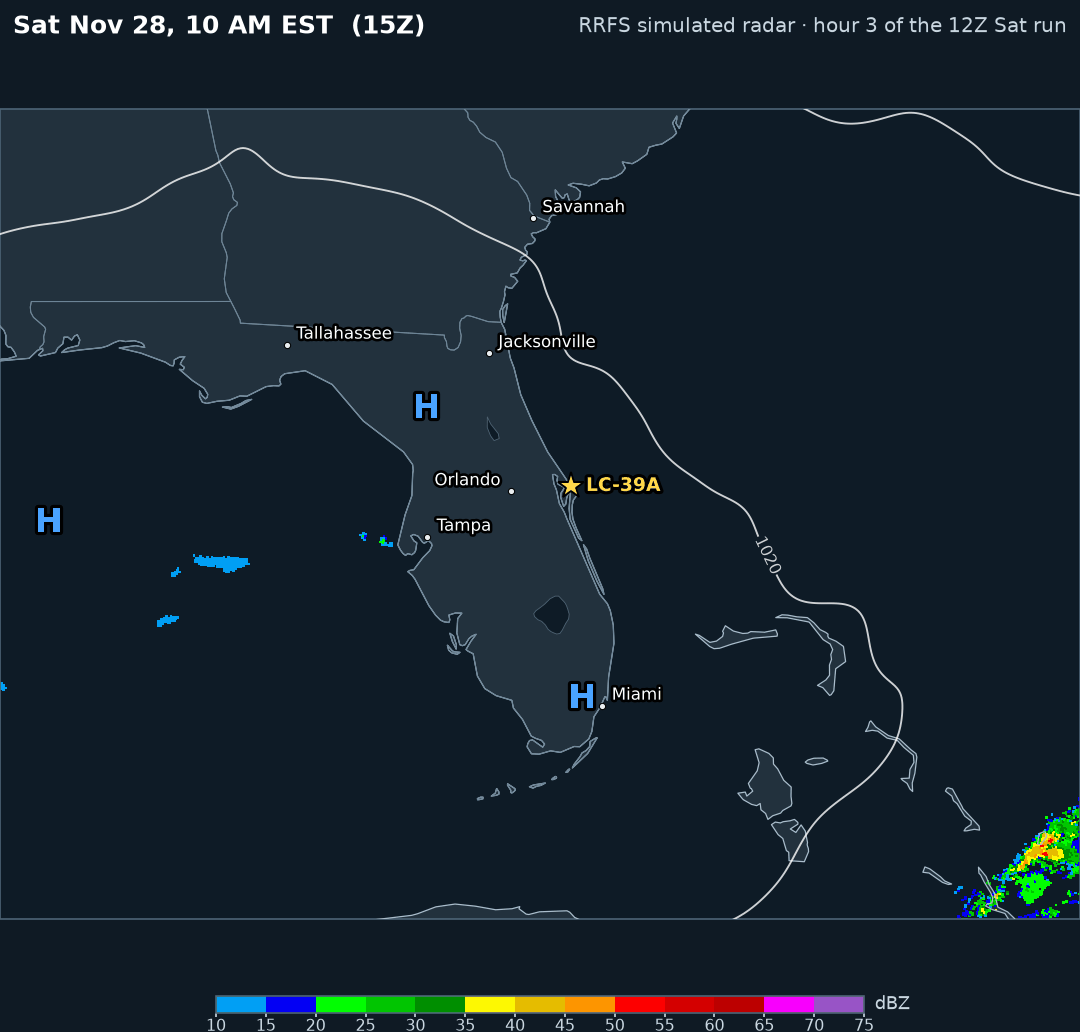 Sat Nov 28, 10 AM EST (15Z)
RRFS simulated radar · hour 3 of the 12Z Sat run
Savannah
Tallahassee
Jacksonville
H
Orlando
LC-39A
H
Tampa
1020
H
Miami
10 15 20 25 30 35 40 45 50 55 60 65 70 75
dBZ